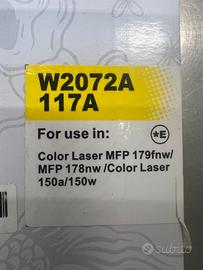 W2072A
117A
For use in:
*E
Color Laser MFP 179fnw/
MFP 178nw /Color Laser
150a/150w
subito